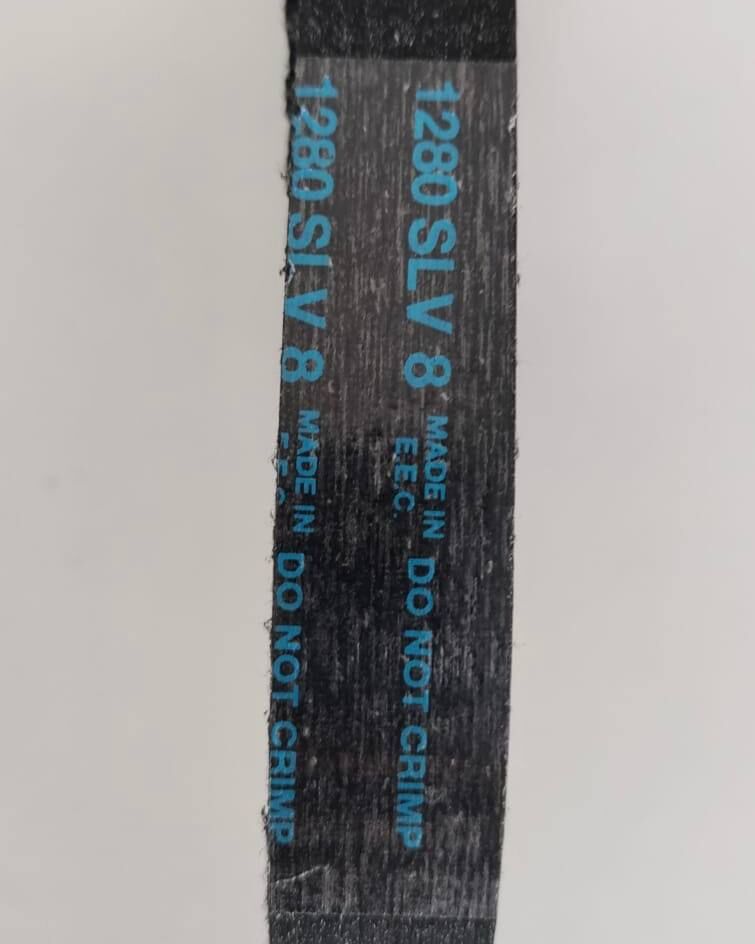 1280 SLV 8 MADE IN
E.E.C. DO NOT CRIMP
1280 SLV 8 MADE IN
E.E.C. DO NOT CRIMP